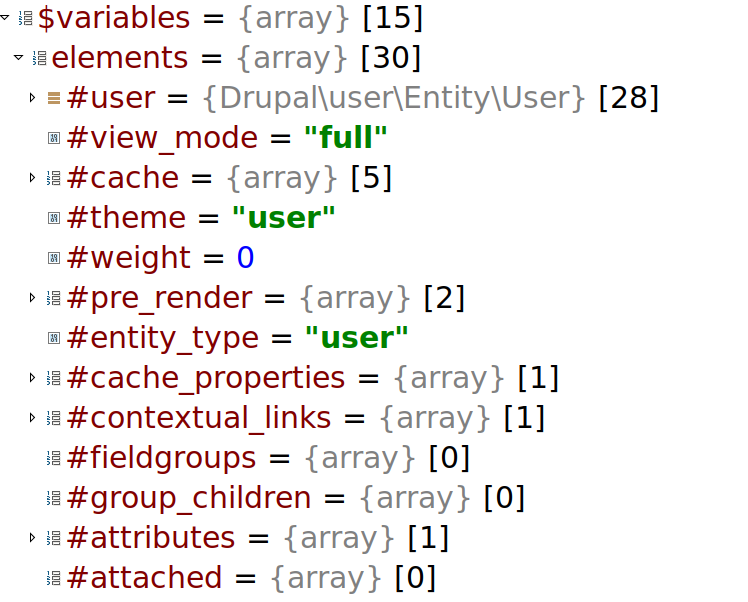 $variables = {array} [15]
elements = {array} [30]
#user = {Drupal\user\Entity\User} [28]
#view_mode = "full"
#cache = {array} [5]
#theme = "user"
#weight = 0
#pre_render = {array} [2]
#entity_type = "user"
#cache_properties = {array} [1]
#contextual_links = {array} [1]
#fieldgroups = {array} [0]
#group_children = {array} [0]
#attributes = {array} [1]
#attached = {array} [0]